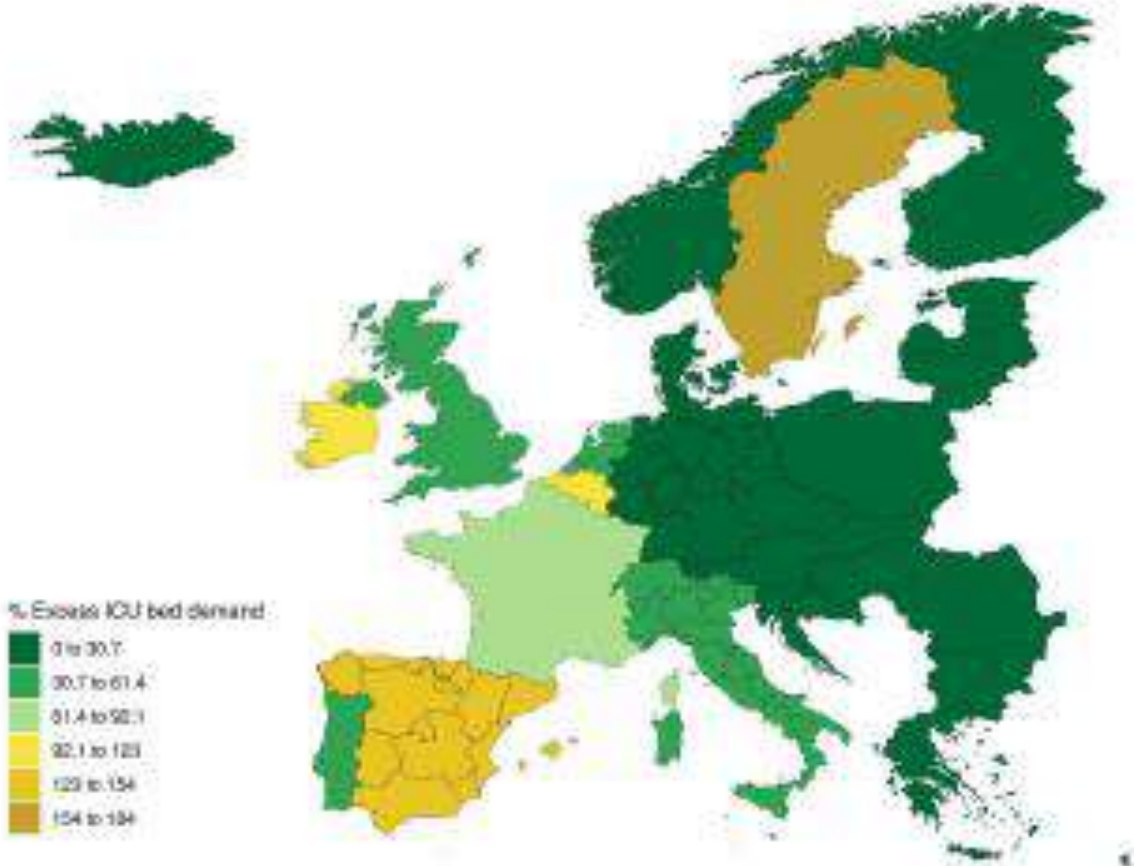 % Excess ICU bed demand
0 to 30.7
30.7 to 61.4
61.4 to 92.1
92.1 to 123
123 to 154
154 to 184